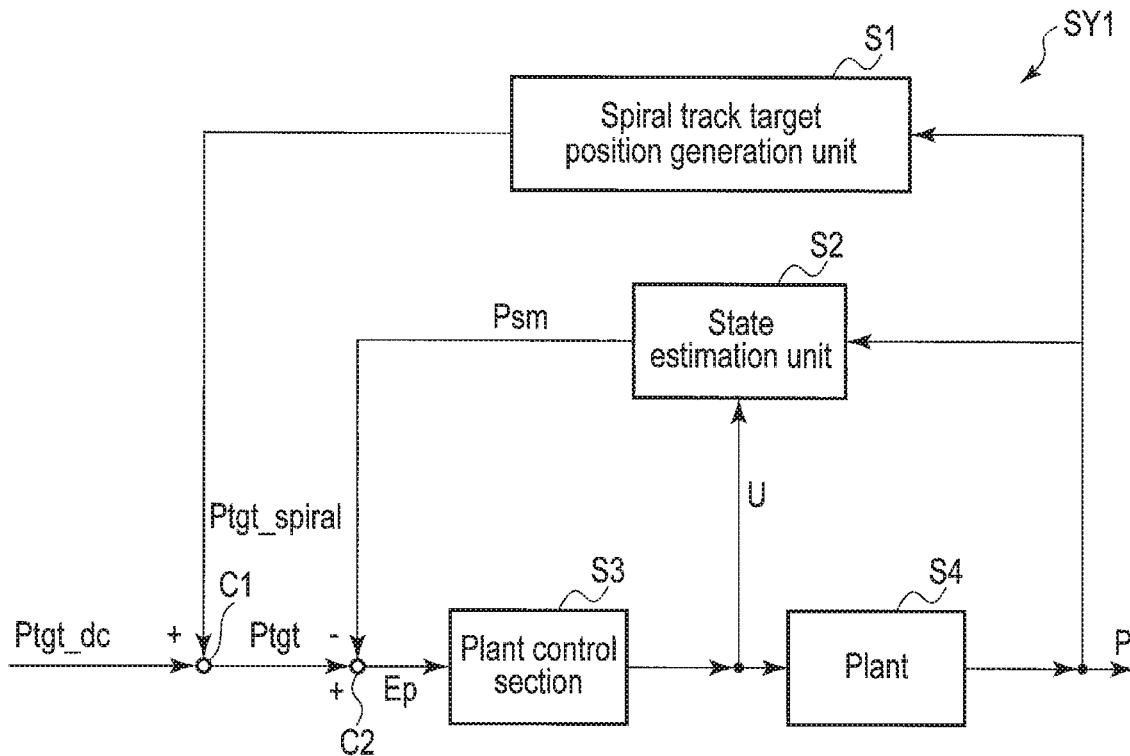 SY1
S1
Spiral track target
position generation unit
S2
Psm
State
estimation unit
U
Ptgt_spiral
C1
S3
S4
Ptgt_dc
+
Ptgt
-
+
Ep
Plant control
section
Plant
P
C2